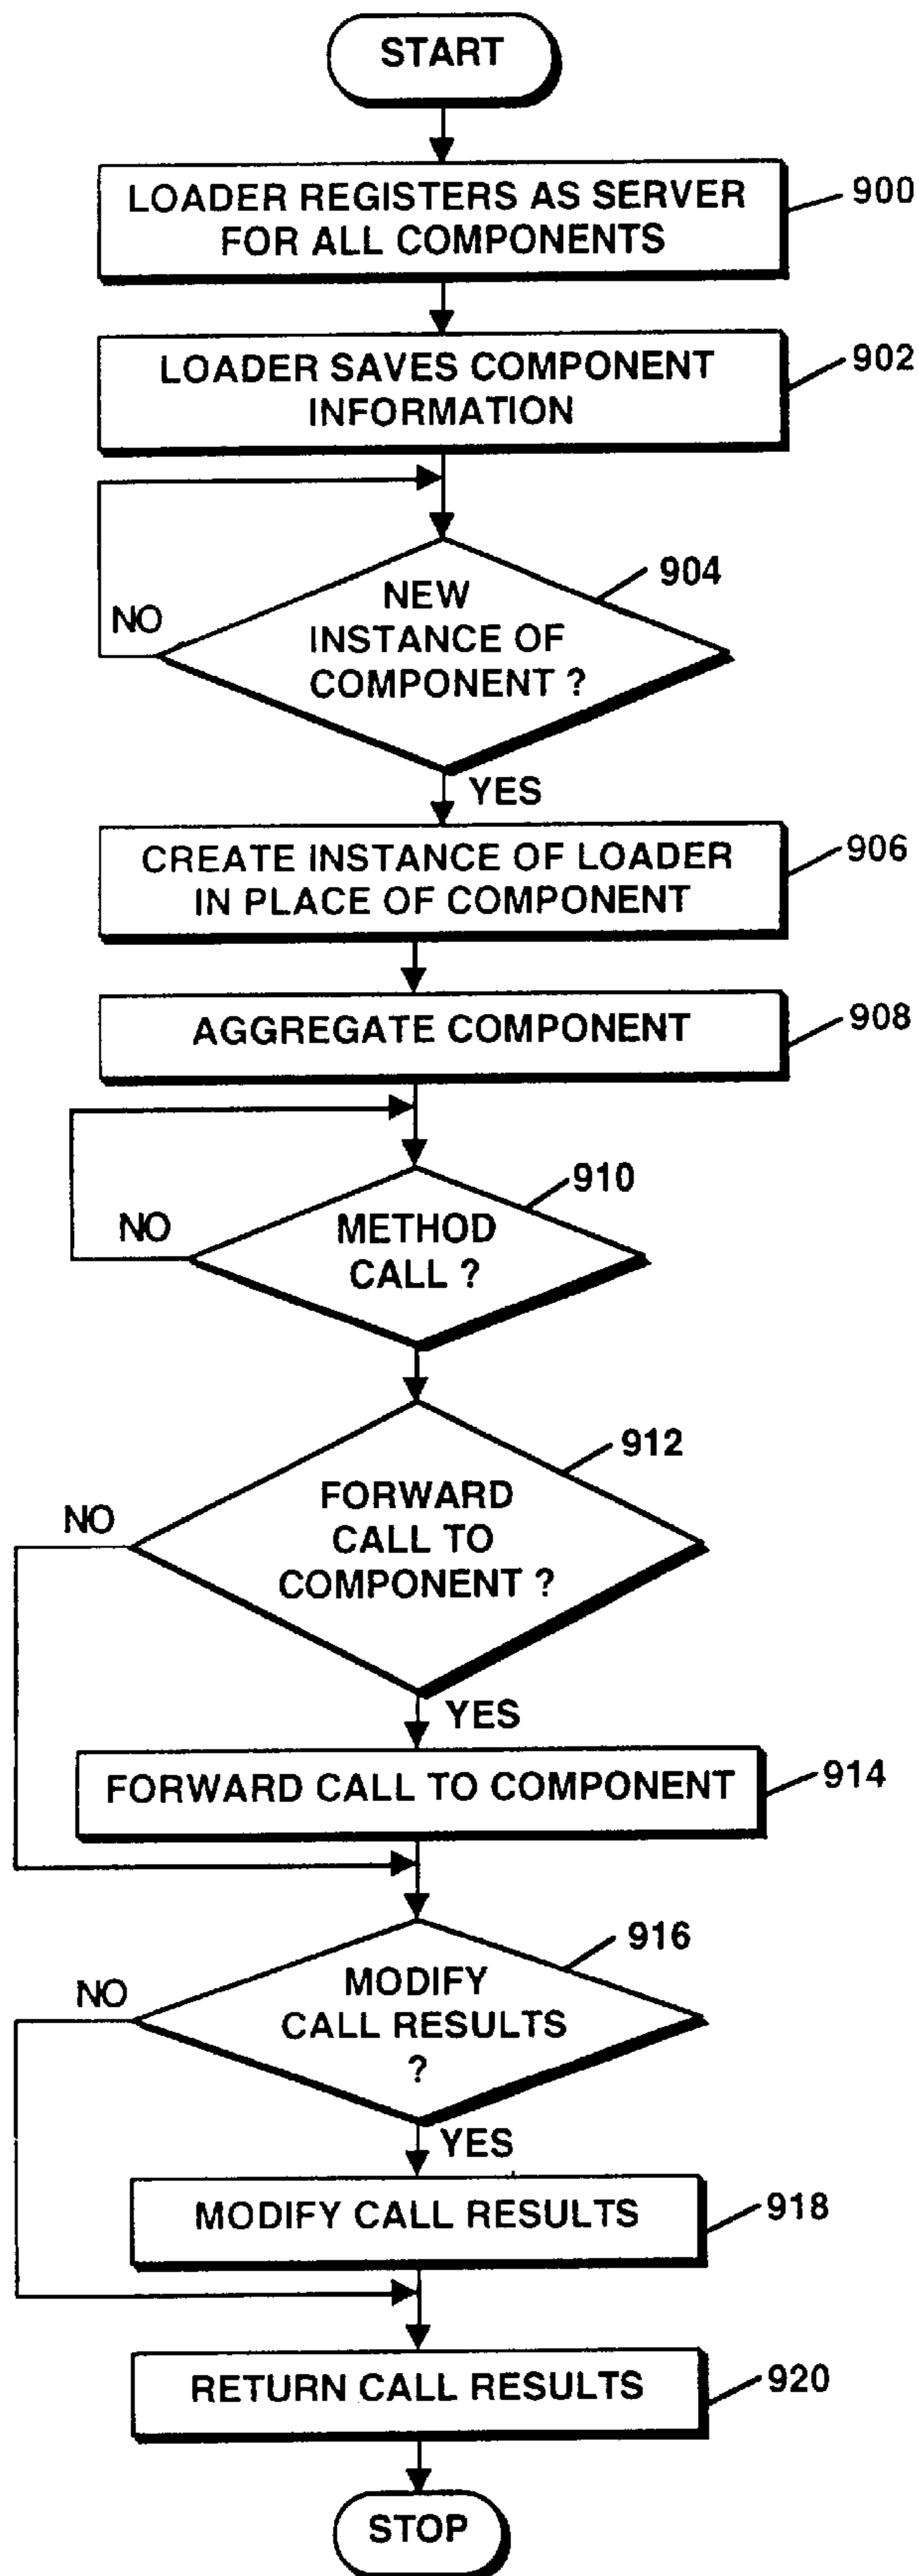 START
LOADER REGISTERS AS SERVER
FOR ALL COMPONENTS
900
LOADER SAVES COMPONENT
INFORMATION
902
NEW
INSTANCE OF
COMPONENT ?
904
NO
YES
CREATE INSTANCE OF LOADER
IN PLACE OF COMPONENT
906
AGGREGATE COMPONENT
908
METHOD
CALL ?
910
NO
FORWARD
CALL TO
COMPONENT ?
912
NO
YES
FORWARD CALL TO COMPONENT
914
MODIFY
CALL RESULTS
?
916
NO
YES
MODIFY CALL RESULTS
918
RETURN CALL RESULTS
920
STOP